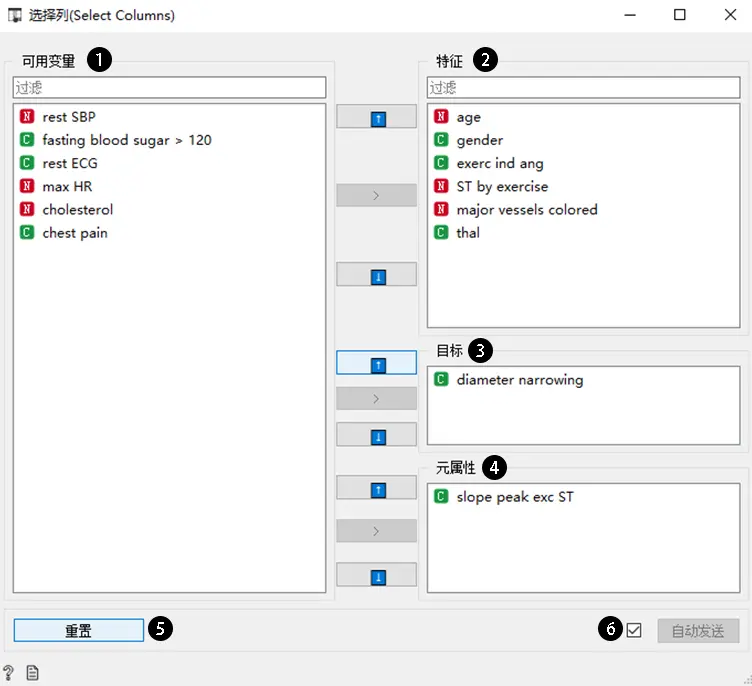 选择列(Select Columns)
可用变量 1
过滤
N rest SBP
C fasting blood sugar > 120
C rest ECG
N max HR
N cholesterol
C chest pain
↑
>
↓
↑
>
↓
↑
>
↓
特征 2
过滤
N age
C gender
C exerc ind ang
N ST by exercise
N major vessels colored
C thal
目标 3
C diameter narrowing
元属性 4
C slope peak exc ST
重置 5
6 自动发送
?